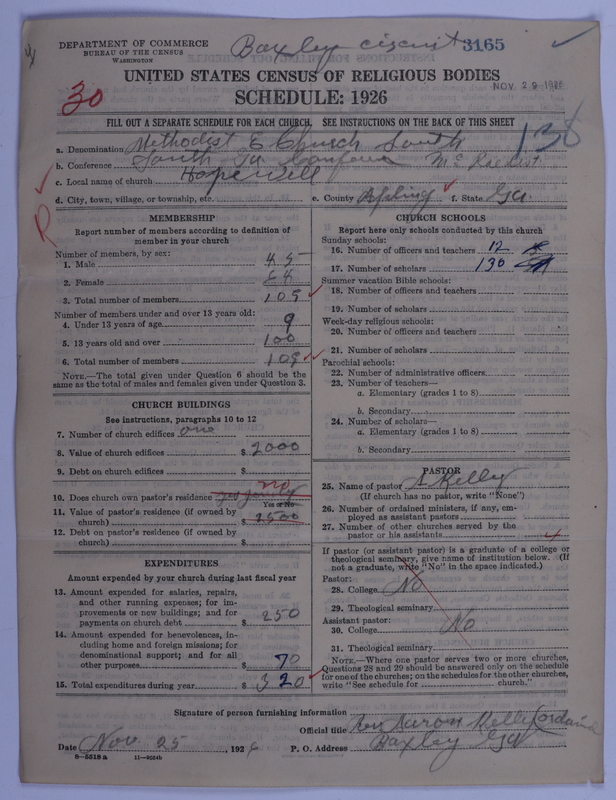 DEPARTMENT OF COMMERCE
BUREAU OF THE CENSUS
WASHINGTON
Baxley circuit 3165
UNITED STATES CENSUS OF RELIGIOUS BODIES
NOV 29 1926
30 SCHEDULE: 1926
FILL OUT A SEPARATE SCHEDULE FOR EACH CHURCH. SEE INSTRUCTIONS ON THE BACK OF THIS SHEET
136
a. Denomination Methodist E Church South
b. Conference South Ga
c. Local name of church Hopewell
d. City, town, village, or township, etc. e. County Appling f. State Ga.
R
MEMBERSHIP
Report number of members according to definition of
member in your church
Number of members, by sex:
1. Male 45
2. Female 64
3. Total number of members 109
Number of members under and over 13 years old:
4. Under 13 years of age 9
5. 13 years old and over 100
6. Total number of members 109
NOTE.—The total given under Question 6 should be the
same as the total of males and females given under Question 3.
CHURCH BUILDINGS
See instructions, paragraphs 10 to 12
7. Number of church edifices one
8. Value of church edifices $ 2000
9. Debt on church edifices $
no
10. Does church own pastor's residence
Yes or No
11. Value of pastor's residence (if owned by
church) $ 2500
12. Debt on pastor's residence (if owned by
church) $
EXPENDITURES
Amount expended by your church during last fiscal year
13. Amount expended for salaries, repairs,
and other running expenses; for im-
provements or new buildings; and for
payments on church debt $ 250
14. Amount expended for benevolences, in-
cluding home and foreign missions; for
denominational support; and for all
other purposes $ 70
15. Total expenditures during year $ 320
CHURCH SCHOOLS
Report here only schools conducted by this church
Sunday schools:
16. Number of officers and teachers 12
17. Number of scholars 130
Summer vacation Bible schools:
18. Number of officers and teachers
19. Number of scholars
Week-day religious schools:
20. Number of officers and teachers
21. Number of scholars
Parochial schools:
22. Number of administrative officers
23. Number of teachers—
a. Elementary (grades 1 to 8)
b. Secondary
24. Number of scholars—
a. Elementary (grades 1 to 8)
b. Secondary
PASTOR
25. Name of pastor A Kelly
(If church has no pastor, write "None")
26. Number of ordained ministers, if any, em-
ployed as assistant pastors
27. Number of other churches served by the
pastor or his assistants 4
If pastor (or assistant pastor) is a graduate of a college or
theological seminary, give name of institution below. (If
not a graduate, write "No" in the space indicated.)
Pastor:
28. College No
29. Theological seminary
Assistant pastor:
30. College No
31. Theological seminary
NOTE.—Where one pastor serves two or more churches,
Questions 28 and 29 should be answered only on the schedule
for one of the churches; on the schedules for the other churches,
write "See schedule for church."
Signature of person furnishing information
Official title Rev Aaron Kelly
Date Nov 25, 1926 P. O. Address Baxley Ga
8—5518a 11—9554b